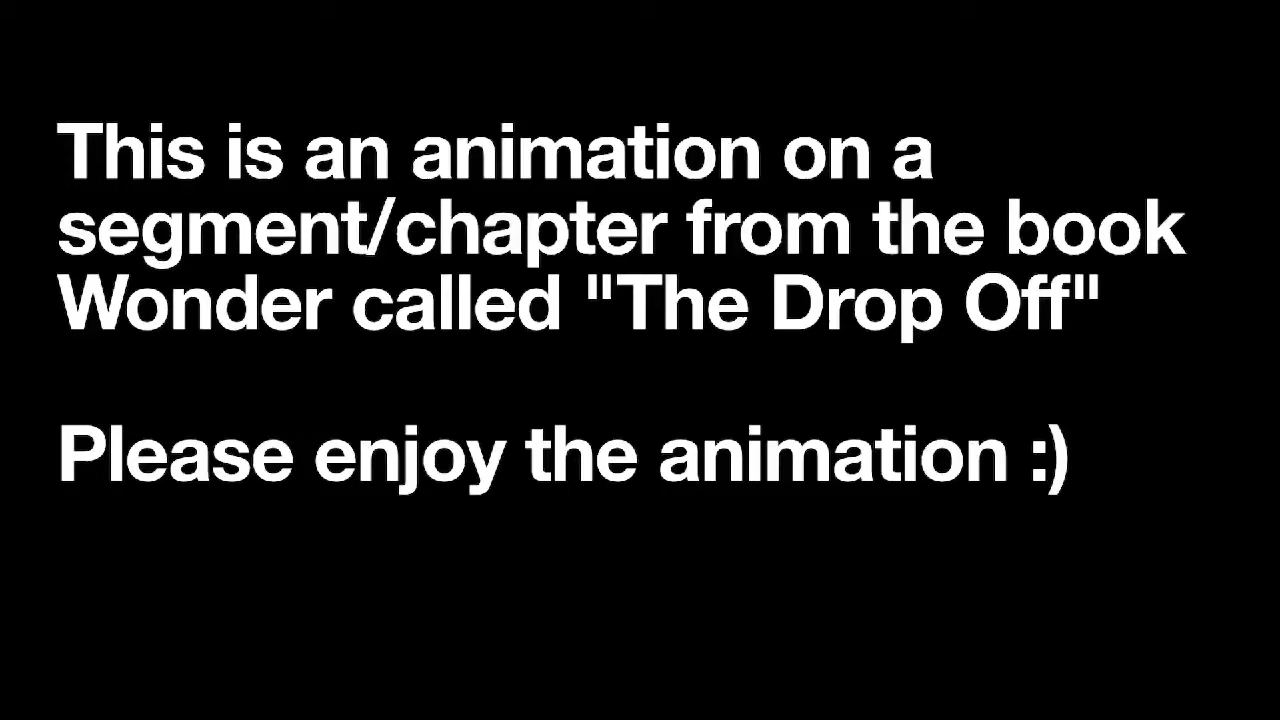 This is an animation on a
segment/chapter from the book
Wonder called "The Drop Off"
Please enjoy the animation :)